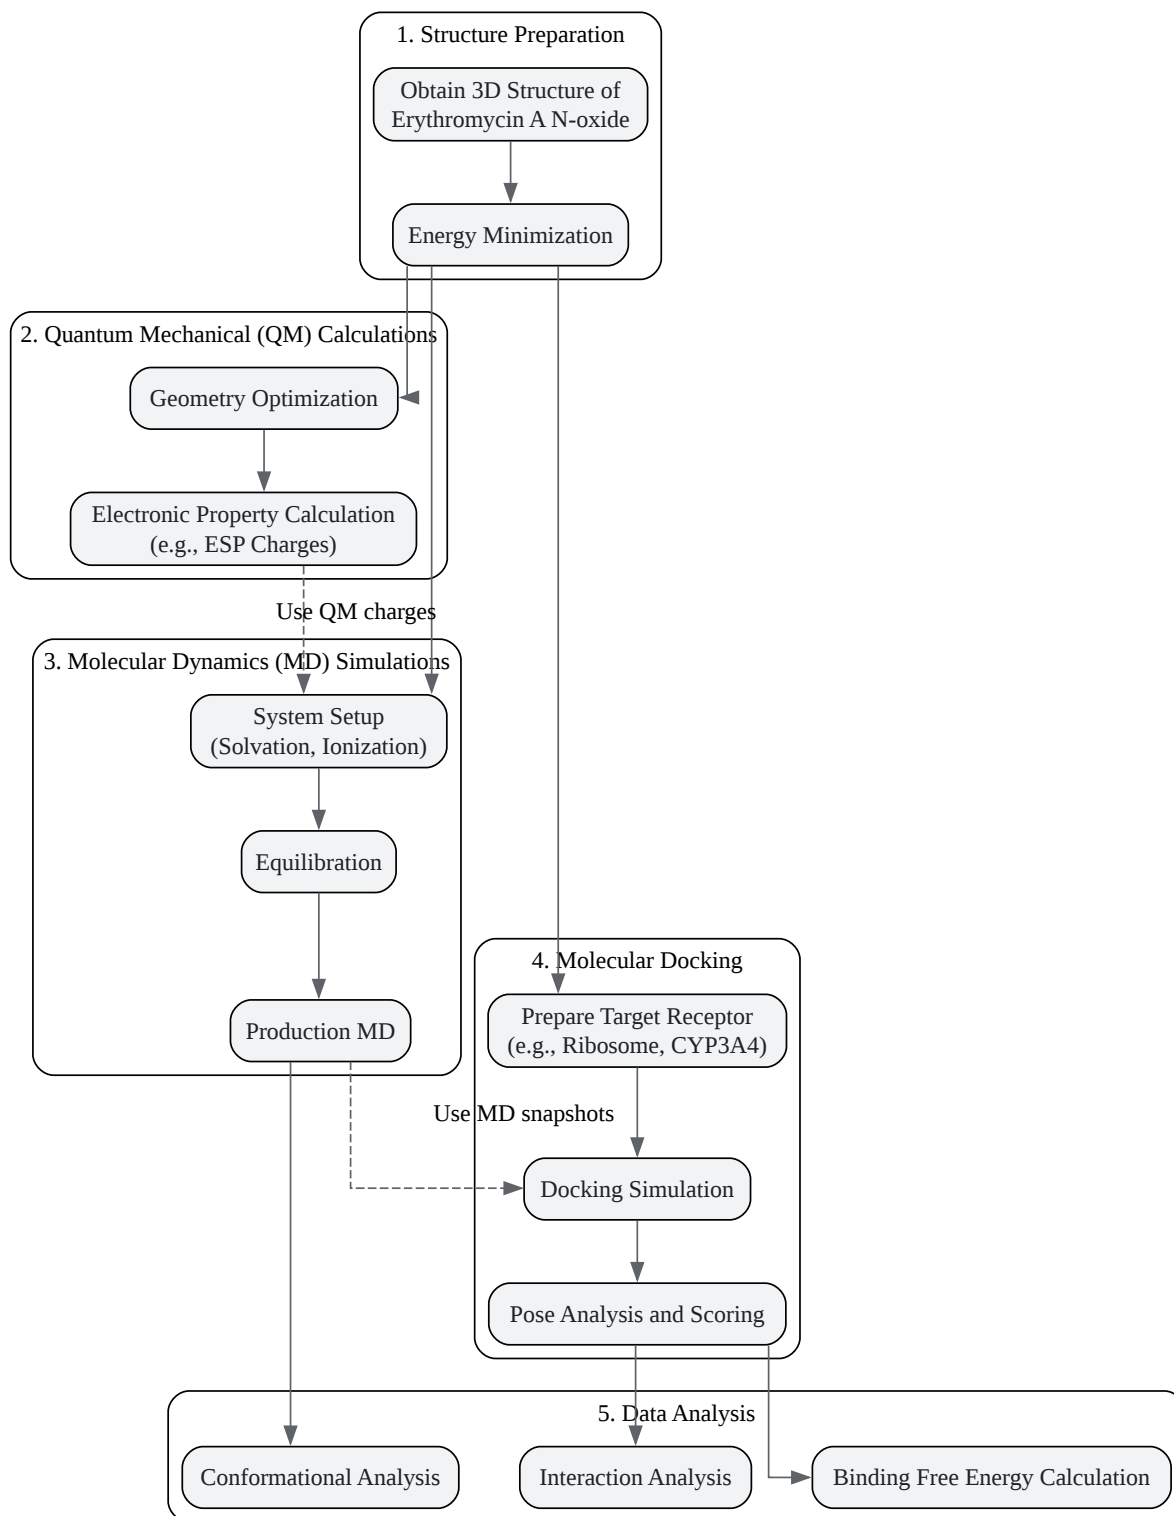 1. Structure Preparation
Obtain 3D Structure of
Erythromycin A N-oxide
Energy Minimization
2. Quantum Mechanical (QM) Calculations
Geometry Optimization
Electronic Property Calculation
(e.g., ESP Charges)
Use QM charges
3. Molecular Dynamics (MD) Simulations
System Setup
(Solvation, Ionization)
Equilibration
Production MD
4. Molecular Docking
Prepare Target Receptor
(e.g., Ribosome, CYP3A4)
Use MD snapshots
Docking Simulation
Pose Analysis and Scoring
5. Data Analysis
Conformational Analysis
Interaction Analysis
Binding Free Energy Calculation